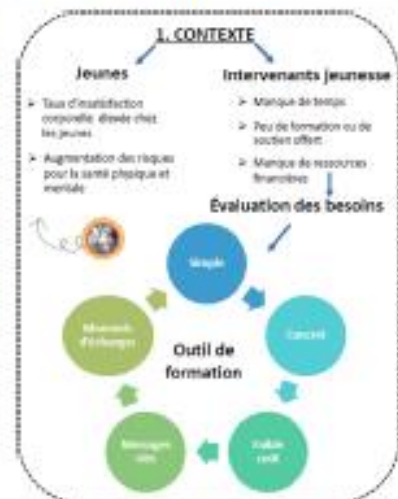 1. CONTEXTE
Jeunes
➢ Taux d'insatisfaction
corporelle élevée chez
les jeunes
➢ Augmentation des risques
pour la santé physique et
mentale
Intervenants jeunesse
➢ Manque de temps
➢ Peu de formation ou de
soutien offert
➢ Manque de ressources
financières
Évaluation des besoins
Simple
Concret
Faible
coût
Messages
clés
Moments
d'échanges
Outil de
formation